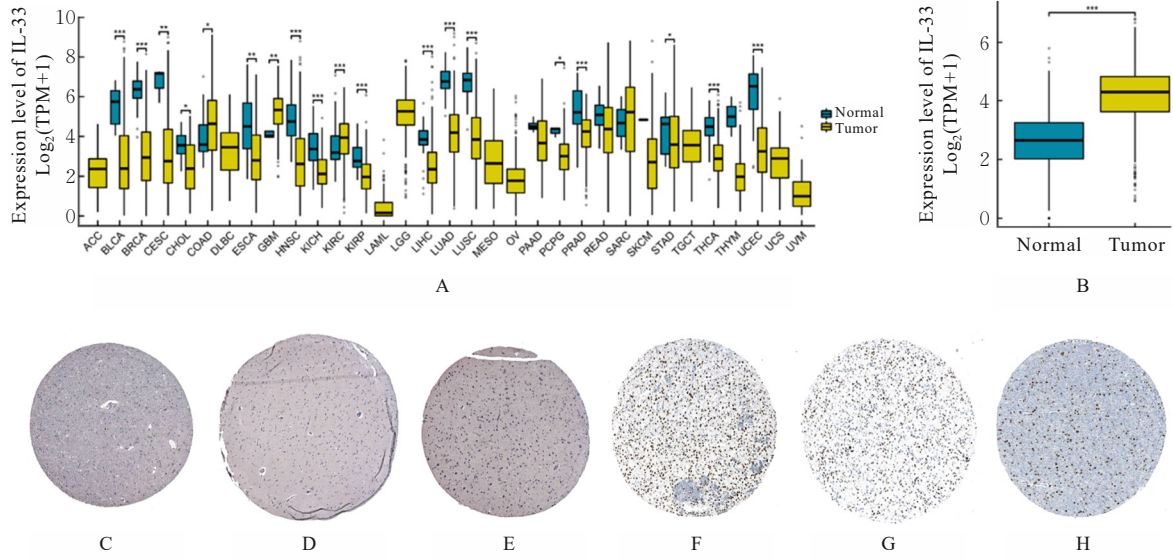 A
Expression level of IL-33
Log₂(TPM+1)
10
8
6
4
2
0
***
***
**
*
*
**
**
***
***
***
***
***
***
***
*
***
*
***
***
Normal
Tumor
ACC
BLCA
BRCA
CESC
CHOL
COAD
DLBC
ESCA
GBM
HNSC
KICH
KIRC
KIRP
LAML
LGG
LIHC
LUAD
LUSC
MESO
OV
PAAD
PCPG
PRAD
READ
SARC
SKCM
STAD
TGCT
THCA
THYM
UCEC
UCS
UVM
A
B
Expression level of IL-33
Log₂(TPM+1)
6
4
2
0
***
Normal
Tumor
B
C
D
E
F
G
H